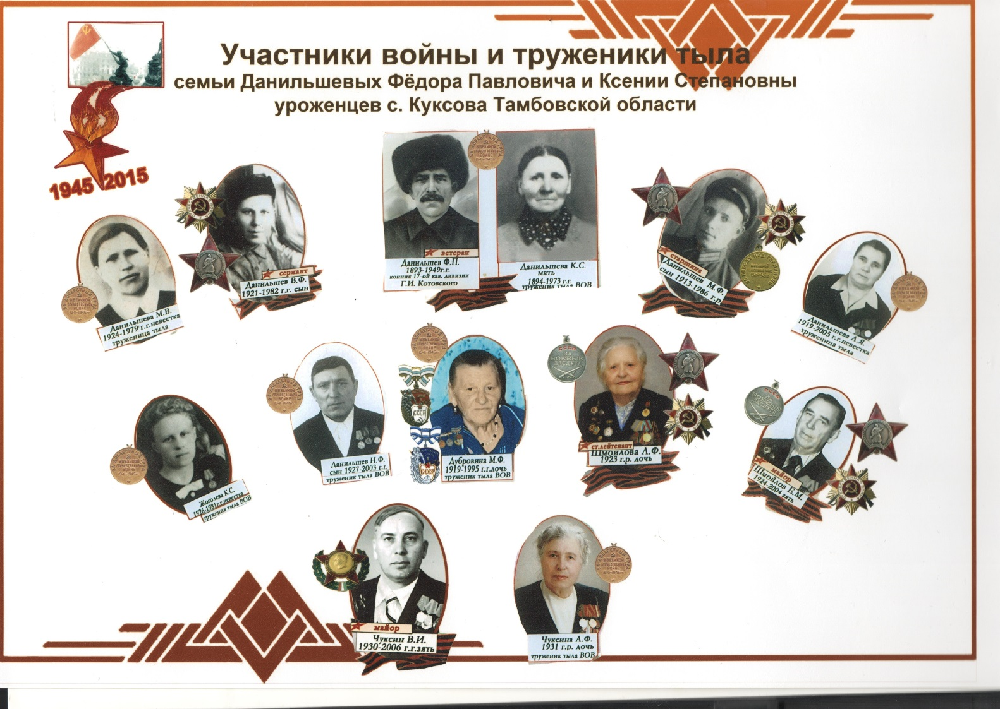 Участники войны и труженики тыла
семьи Данильшевых Фёдора Павловича и Ксении Степановны
уроженцев с. Куксова Тамбовской области
1945 2015
ветеран
Данильшев Ф.П.
1893-1949г.г.
конник 17-ой кав. дивизии
Г.И. Котовского
Данильшева К.С.
мать
1894-1973 г.г.
труженик тыла ВОВ
сержант
Данильшев В.Ф.
1921-1982 г.г. сын
старшина
Данильшев М.Ф.
сын 1913-1986 г.р.
Данильшева М.В.
1924-1979 г.г.невестка
труженица тыла
Данильшева А.Я.
1919-2005 г.г.невестка
труженица тыла
Данильшев Н.Ф.
сын 1927-2003 г.г.
труженик тыла ВОВ
Дубровина М.Ф.
1919-1995 г.г.дочь
труженик тыла ВОВ
СССР
СССР
СССР
ЗА
БОЕВЫЕ
ЗАСЛУГИ
ст.лейтенант
Шмойлова Л.Ф.
1923 г.р. дочь
СССР
ЗА
БОЕВЫЕ
ЗАСЛУГИ
майор
Шмойлов Е.М.
1924-2004 зять
Жоголева К.С.
1926-1981г.г.невестка
труженик тыла ВОВ
майор
Чуксин В.И.
1930-2006 г.г.зять
Чуксина Л.Ф.
1931 г.р. дочь
труженик тыла ВОВ